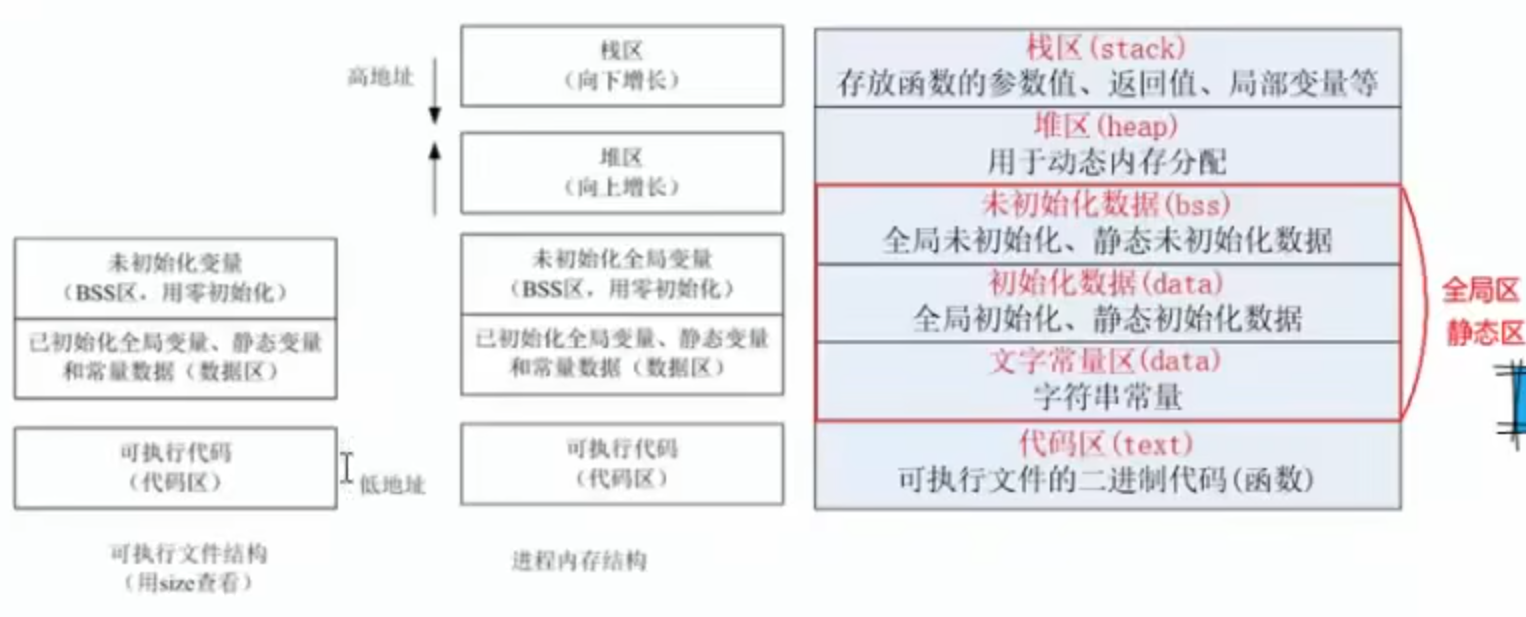 高地址
栈区
（向下增长）
堆区
（向上增长）
未初始化变量
（BSS区，用零初始化）
已初始化全局变量、静态变量
和常量数据（数据区）
可执行代码
（代码区）
低地址
可执行文件结构
（用size查看）
未初始化全局变量
（BSS区，用零初始化）
已初始化全局变量、静态变量
和常量数据（数据区）
可执行代码
（代码区）
进程内存结构
栈区(stack)
存放函数的参数值、返回值、局部变量等
堆区(heap)
用于动态内存分配
未初始化数据(bss)
全局未初始化、静态未初始化数据
初始化数据(data)
全局初始化、静态初始化数据
文字常量区(data)
字符串常量
代码区(text)
可执行文件的二进制代码(函数)
全局区
静态区